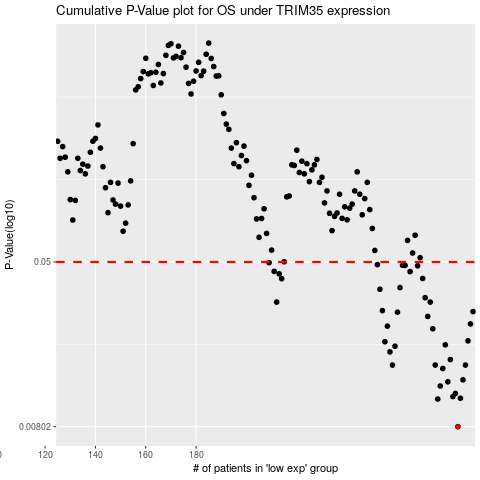 Cumulative P-Value plot for OS under TRIM35 expression
P-Value(log10)
0.05
0.00802
0
120
140
160
180
# of patients in 'low exp' group